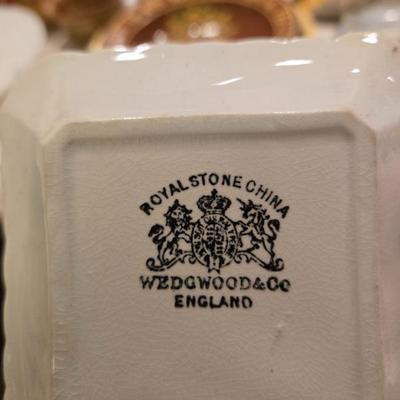 ROYAL STONE CHINA
WEDGWOOD & CO
ENGLAND